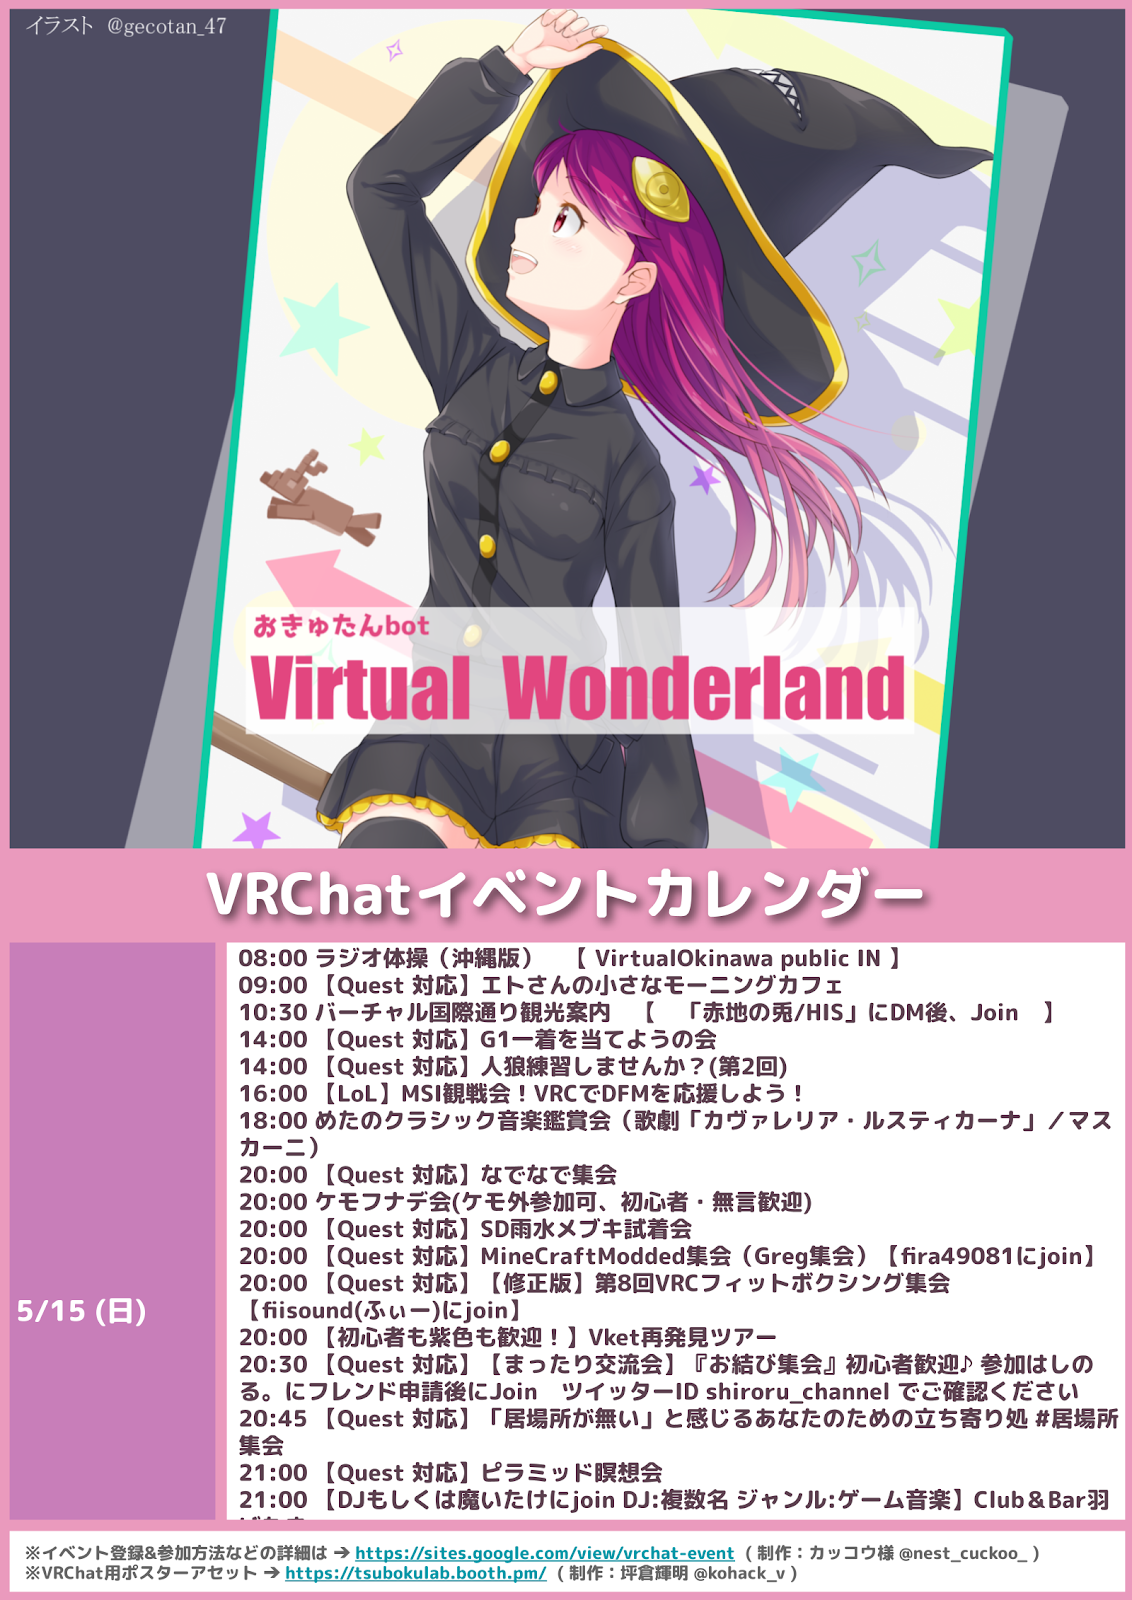 イラスト @gecotan_47
おきゅたんbot
Virtual Wonderland
VRChatイベントカレンダー
5/15 (日)
08:00 ラジオ体操（沖縄版） 【 VirtualOkinawa public IN 】
09:00 【Quest 対応】エトさんの小さなモーニングカフェ
10:30 バーチャル国際通り観光案内 【 「赤地の兎/HIS」にDM後、Join 】
14:00 【Quest 対応】G1一着を当てようの会
14:00 【Quest 対応】人狼練習しませんか？(第2回)
16:00 【LoL】MSI観戦会！VRCでDFMを応援しよう！
18:00 めたのクラシック音楽鑑賞会（歌劇「カヴァレリア・ルスティカーナ」／マス
カーニ）
20:00 【Quest 対応】なでなで集会
20:00 ケモフナデ会(ケモ外参加可、初心者・無言歓迎)
20:00 【Quest 対応】SD雨水メブキ試着会
20:00 【Quest 対応】MineCraftModded集会（Greg集会）【fira49081にjoin】
20:00 【Quest 対応】【修正版】第8回VRCフィットボクシング集会
【fiisound(ふぃー)にjoin】
20:00 【初心者も紫色も歓迎！】Vket再発見ツアー
20:30 【Quest 対応】【まったり交流会】『お結び集会』初心者歓迎♪ 参加はしの
る。にフレンド申請後にJoin ツイッターID shiroru_channel でご確認ください
20:45 【Quest 対応】「居場所が無い」と感じるあなたのための立ち寄り処 #居場所
集会
21:00 【Quest 対応】ピラミッド瞑想会
21:00 【DJもしくは魔いたけにjoin DJ:複数名 ジャンル:ゲーム音楽】Club＆Bar羽
※イベント登録&参加方法などの詳細は ➔ https://sites.google.com/view/vrchat-event （ 制作：カッコウ様 @nest_cuckoo_ ）
※VRChat用ポスターアセット ➔ https://tsubokulab.booth.pm/ （ 制作：坪倉輝明 @kohack_v ）